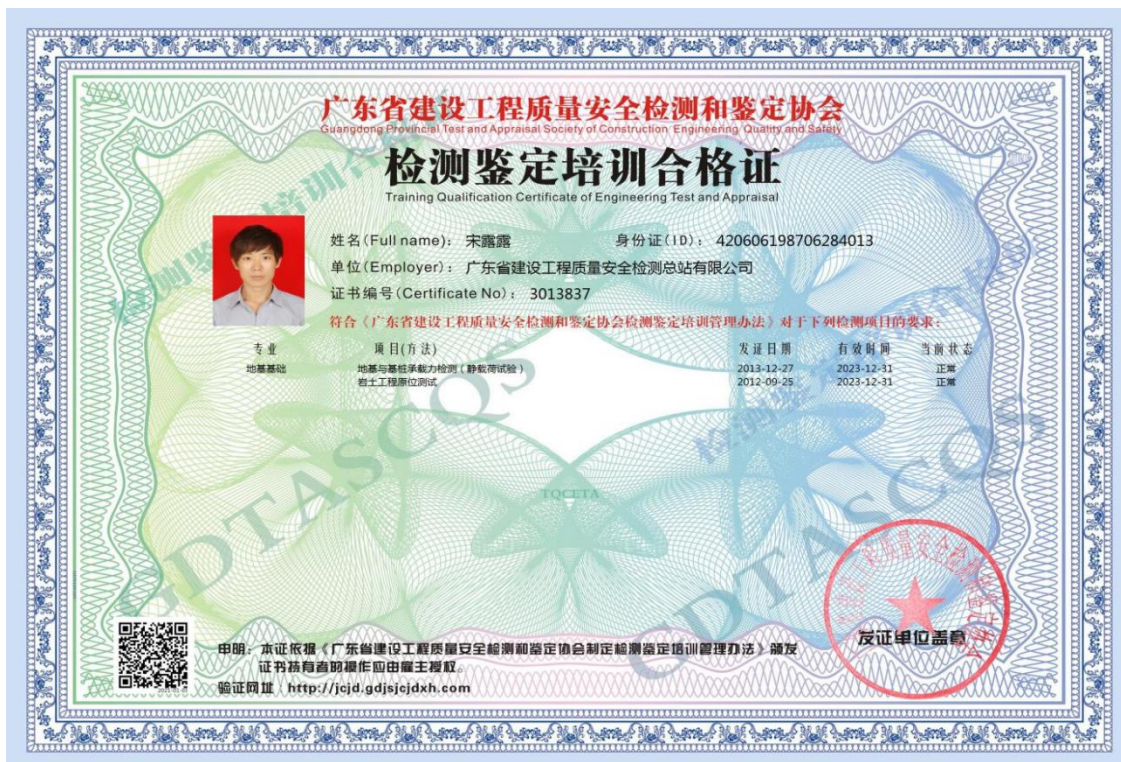 广东省建设工程质量安全检测和鉴定协会
Guangdong Provincial Test and Appraisal Society of Construction Engineering Quality and Safety
检测鉴定培训合格证
Training Qualification Certificate of Engineering Test and Appraisal
姓名(Full name): 宋露露 身份证(ID): 420606198706284013
单位(Employer): 广东省建设工程质量安全检测总站有限公司
证书编号(Certificate No): 3013837
符合《广东省建设工程质量安全检测和鉴定协会检测鉴定培训管理办法》对于下列检测项目的要求:
专业 项目(方法) 发证日期 有效时间 当前状态
地基基础 地基与基桩承载力检测(静载荷试验) 2013-12-27 2023-12-31 正常
岩土工程原位测试 2012-09-25 2023-12-31 正常
TQCETA
GDTASCQS
GDTASCQS
发证单位盖章
申明: 本证依据《广东省建设工程质量安全检测和鉴定协会制定检测鉴定培训管理办法》颁发
证书持有者的操作应由雇主授权。
验证网址: http://jcjd.gdjsjcjdxh.com